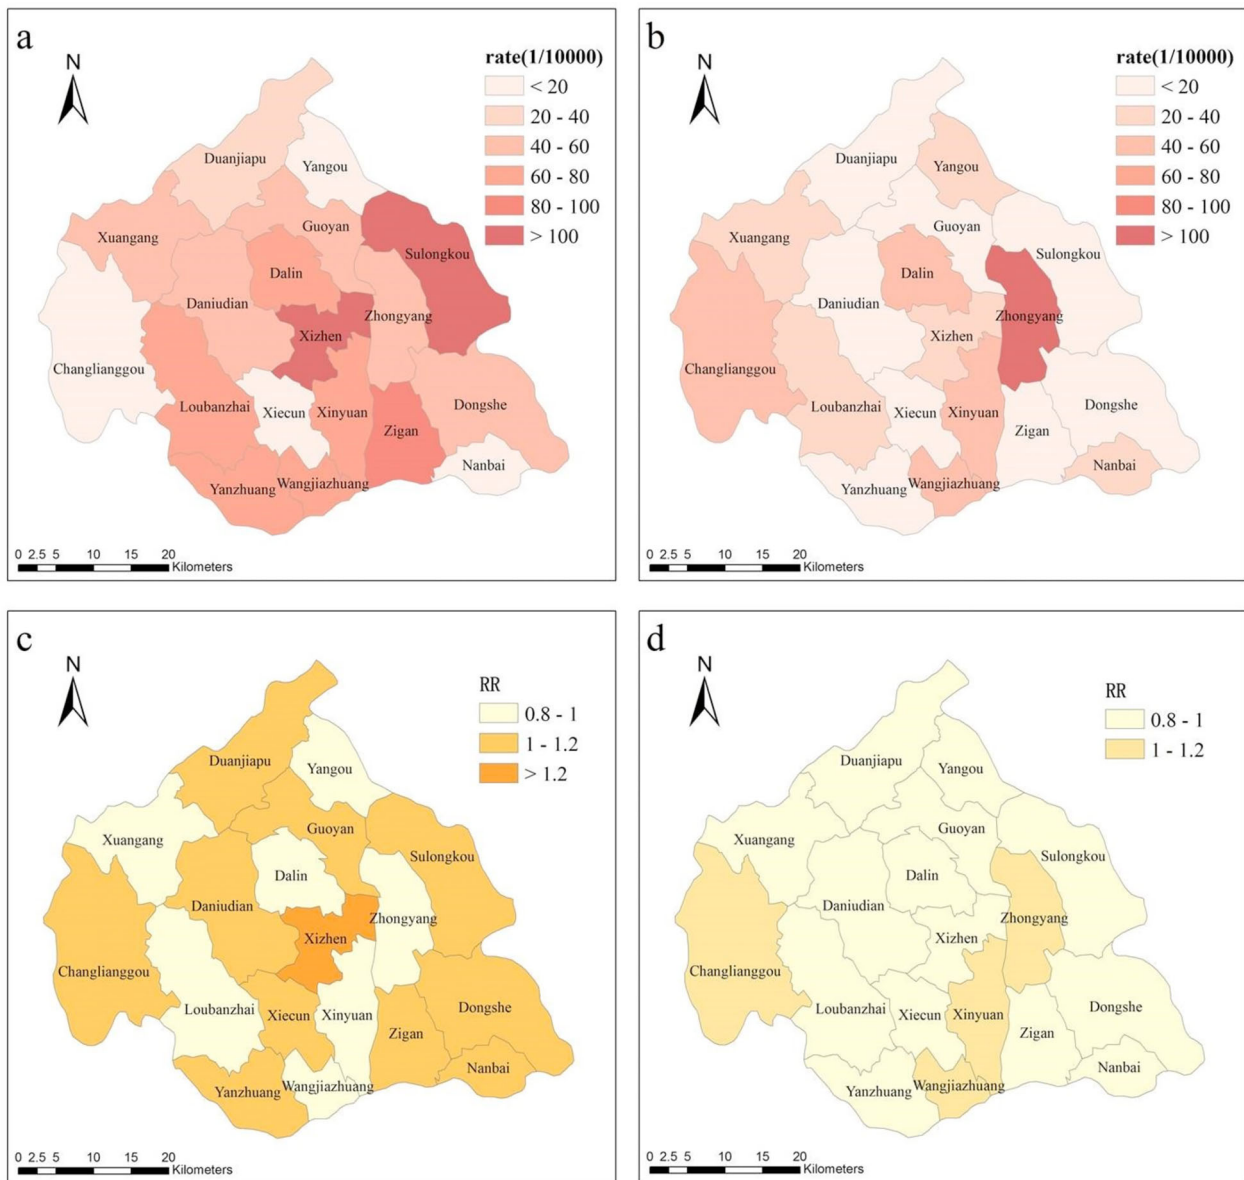 a
N
rate(1/10000)
< 20
20 - 40
40 - 60
60 - 80
80 - 100
> 100
Duanjiapu
Yangou
Xuangang
Guoyan
Sulongkou
Dalin
Daniudian
Zhongyang
Xizhen
Changlianggou
Loubanzhai
Xiecun
Xinyuan
Dongshe
Zigan
Nanbai
Yanzhuang
Wangjiazhuang
0 2.5 5 10 15 20
Kilometers
b
N
rate(1/10000)
< 20
20 - 40
40 - 60
60 - 80
80 - 100
> 100
Duanjiapu
Yangou
Xuangang
Guoyan
Sulongkou
Dalin
Daniudian
Zhongyang
Xizhen
Changlianggou
Loubanzhai
Xiecun
Xinyuan
Dongshe
Zigan
Nanbai
Yanzhuang
Wangjiazhuang
0 2.5 5 10 15 20
Kilometers
c
N
RR
0.8 - 1
1 - 1.2
> 1.2
Duanjiapu
Yangou
Xuangang
Guoyan
Sulongkou
Dalin
Daniudian
Zhongyang
Xizhen
Changlianggou
Loubanzhai
Xiecun
Xinyuan
Dongshe
Zigan
Nanbai
Yanzhuang
Wangjiazhuang
0 2.5 5 10 15 20
Kilometers
d
N
RR
0.8 - 1
1 - 1.2
Duanjiapu
Yangou
Xuangang
Guoyan
Sulongkou
Dalin
Daniudian
Zhongyang
Xizhen
Changlianggou
Loubanzhai
Xiecun
Xinyuan
Dongshe
Zigan
Nanbai
Yanzhuang
Wangjiazhuang
0 2.5 5 10 15 20
Kilometers